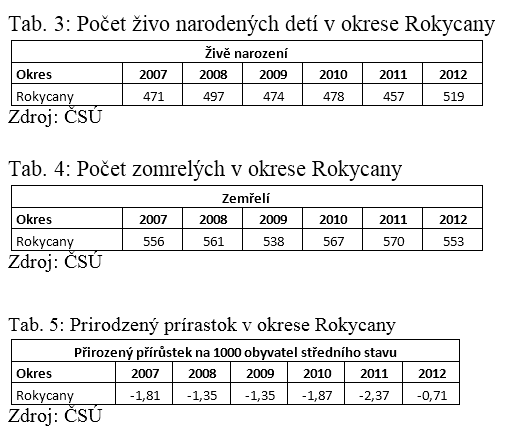 Tab. 3: Počet živo narodených detí v okrese Rokycany
Živě narození
Okres 2007 2008 2009 2010 2011 2012
Rokycany 471 497 474 478 457 519
Zdroj: ČSÚ
Tab. 4: Počet zomrelých v okrese Rokycany
Zemřelí
Okres 2007 2008 2009 2010 2011 2012
Rokycany 556 561 538 567 570 553
Zdroj: ČSÚ
Tab. 5: Prirodzený prírastok v okrese Rokycany
Přirozený přírůstek na 1000 obyvatel středního stavu
Okres 2007 2008 2009 2010 2011 2012
Rokycany -1,81 -1,35 -1,35 -1,87 -2,37 -0,71
Zdroj: ČSÚ